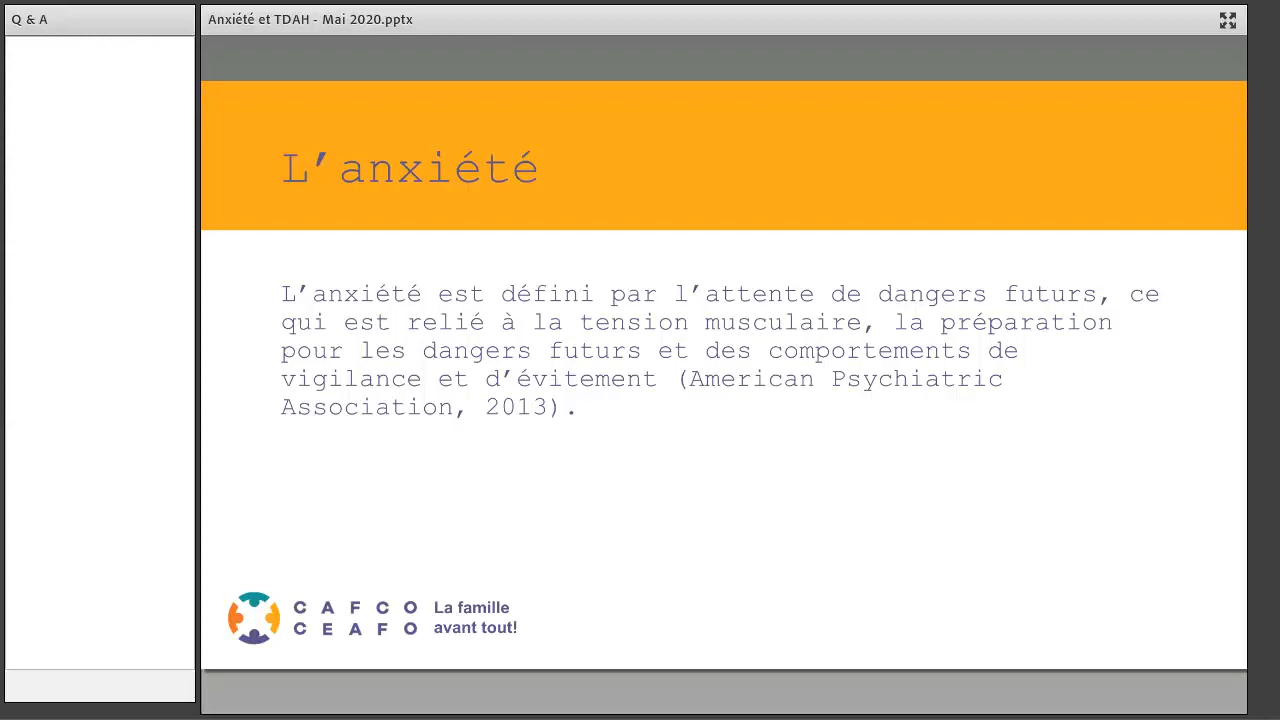 Q & A
Anxiété et TDAH - Mai 2020.pptx
L’anxiété
L’anxiété est défini par l’attente de dangers futurs, ce
qui est relié à la tension musculaire, la préparation
pour les dangers futurs et des comportements de
vigilance et d’évitement (American Psychiatric
Association, 2013).
CAFCO La famille
CEAFO avant tout!